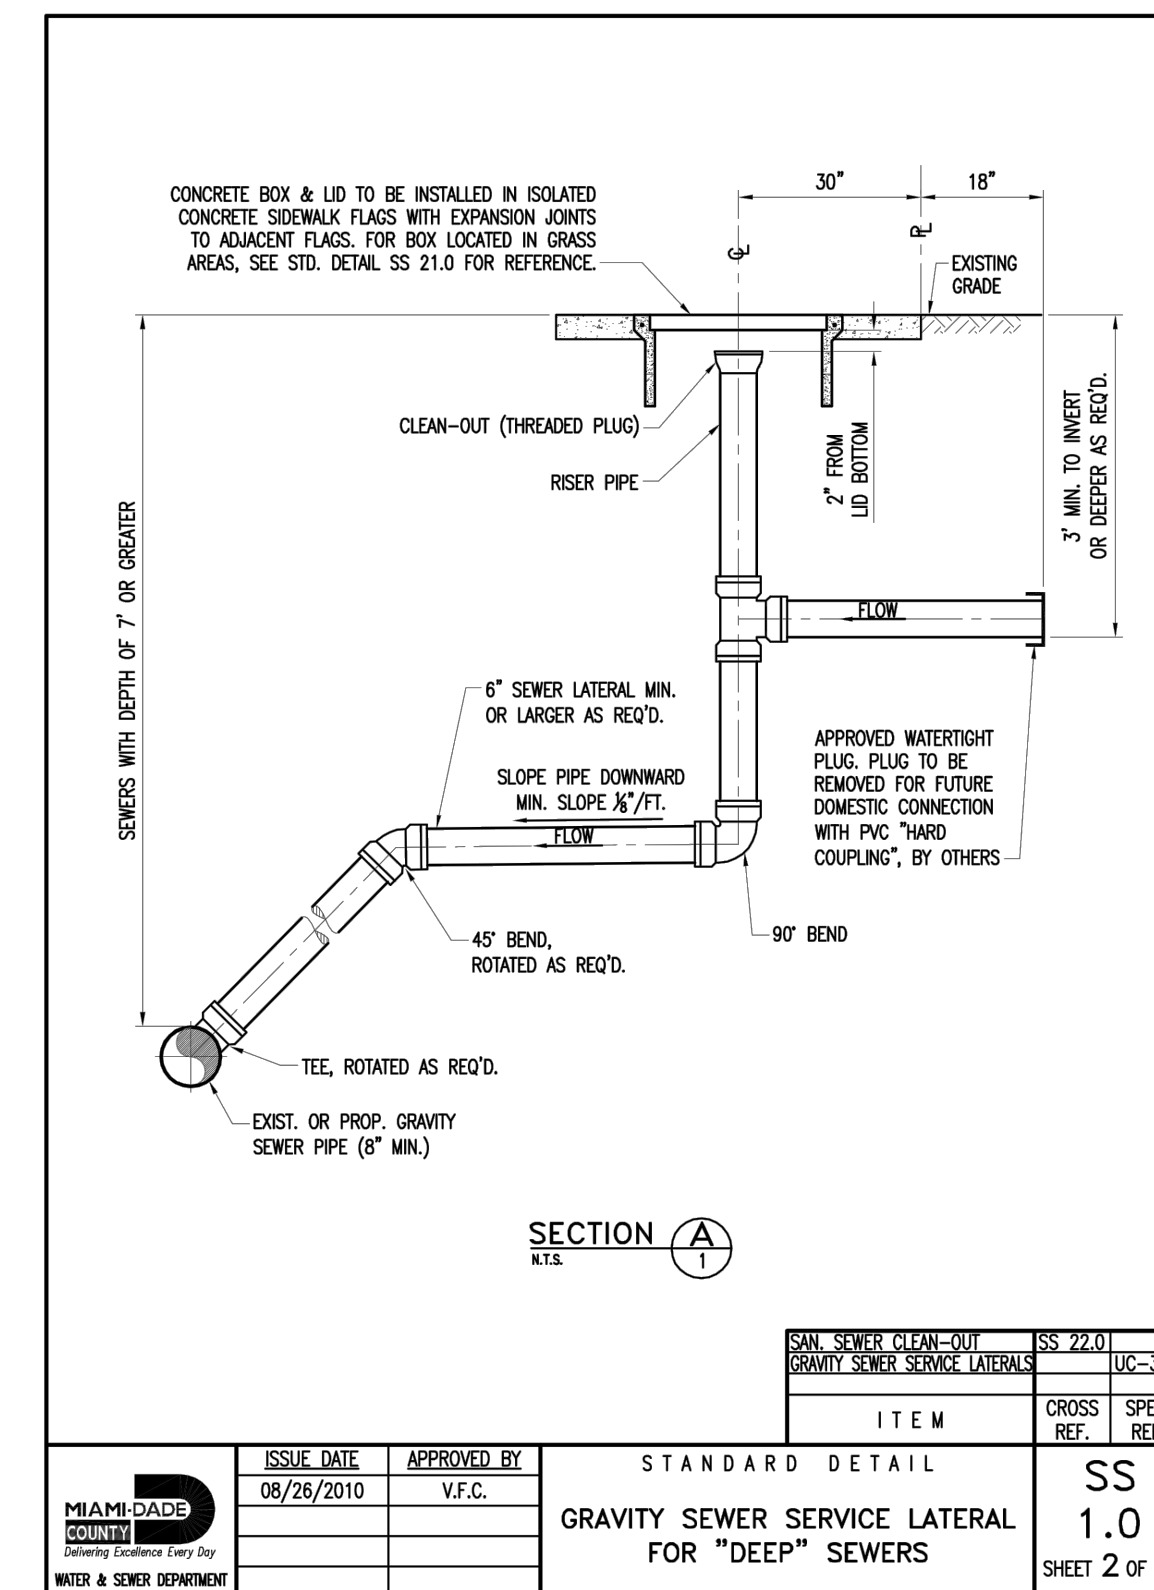 CONCRETE BOX & LID TO BE INSTALLED IN ISOLATED
CONCRETE SIDEWALK FLAGS WITH EXPANSION JOINTS
TO ADJACENT FLAGS. FOR BOX LOCATED IN GRASS
AREAS, SEE STD. DETAIL SS 21.0 FOR REFERENCE.
30"
18"
℄
PL
EXISTING
GRADE
CLEAN-OUT (THREADED PLUG)
RISER PIPE
2" FROM
LID BOTTOM
3' MIN. TO INVERT
OR DEEPER AS REQ'D.
SEWERS WITH DEPTH OF 7' OR GREATER
FLOW
6" SEWER LATERAL MIN.
OR LARGER AS REQ'D.
SLOPE PIPE DOWNWARD
MIN. SLOPE ⅛"/FT.
FLOW
APPROVED WATERTIGHT
PLUG. PLUG TO BE
REMOVED FOR FUTURE
DOMESTIC CONNECTION
WITH PVC "HARD
COUPLING", BY OTHERS
45° BEND,
ROTATED AS REQ'D.
90° BEND
TEE, ROTATED AS REQ'D.
EXIST. OR PROP. GRAVITY
SEWER PIPE (8" MIN.)
SECTION
N.T.S.
A
1
SAN. SEWER CLEAN-OUT SS 22.0
GRAVITY SEWER SERVICE LATERALS
ITEM
CROSS
REF.
ISSUE DATE APPROVED BY
08/26/2010 V.F.C.
STANDARD DETAIL
GRAVITY SEWER SERVICE LATERAL
FOR "DEEP" SEWERS
SS
1.0
SHEET 2 OF
MIAMI-DADE
COUNTY
Delivering Excellence Every Day
WATER & SEWER DEPARTMENT